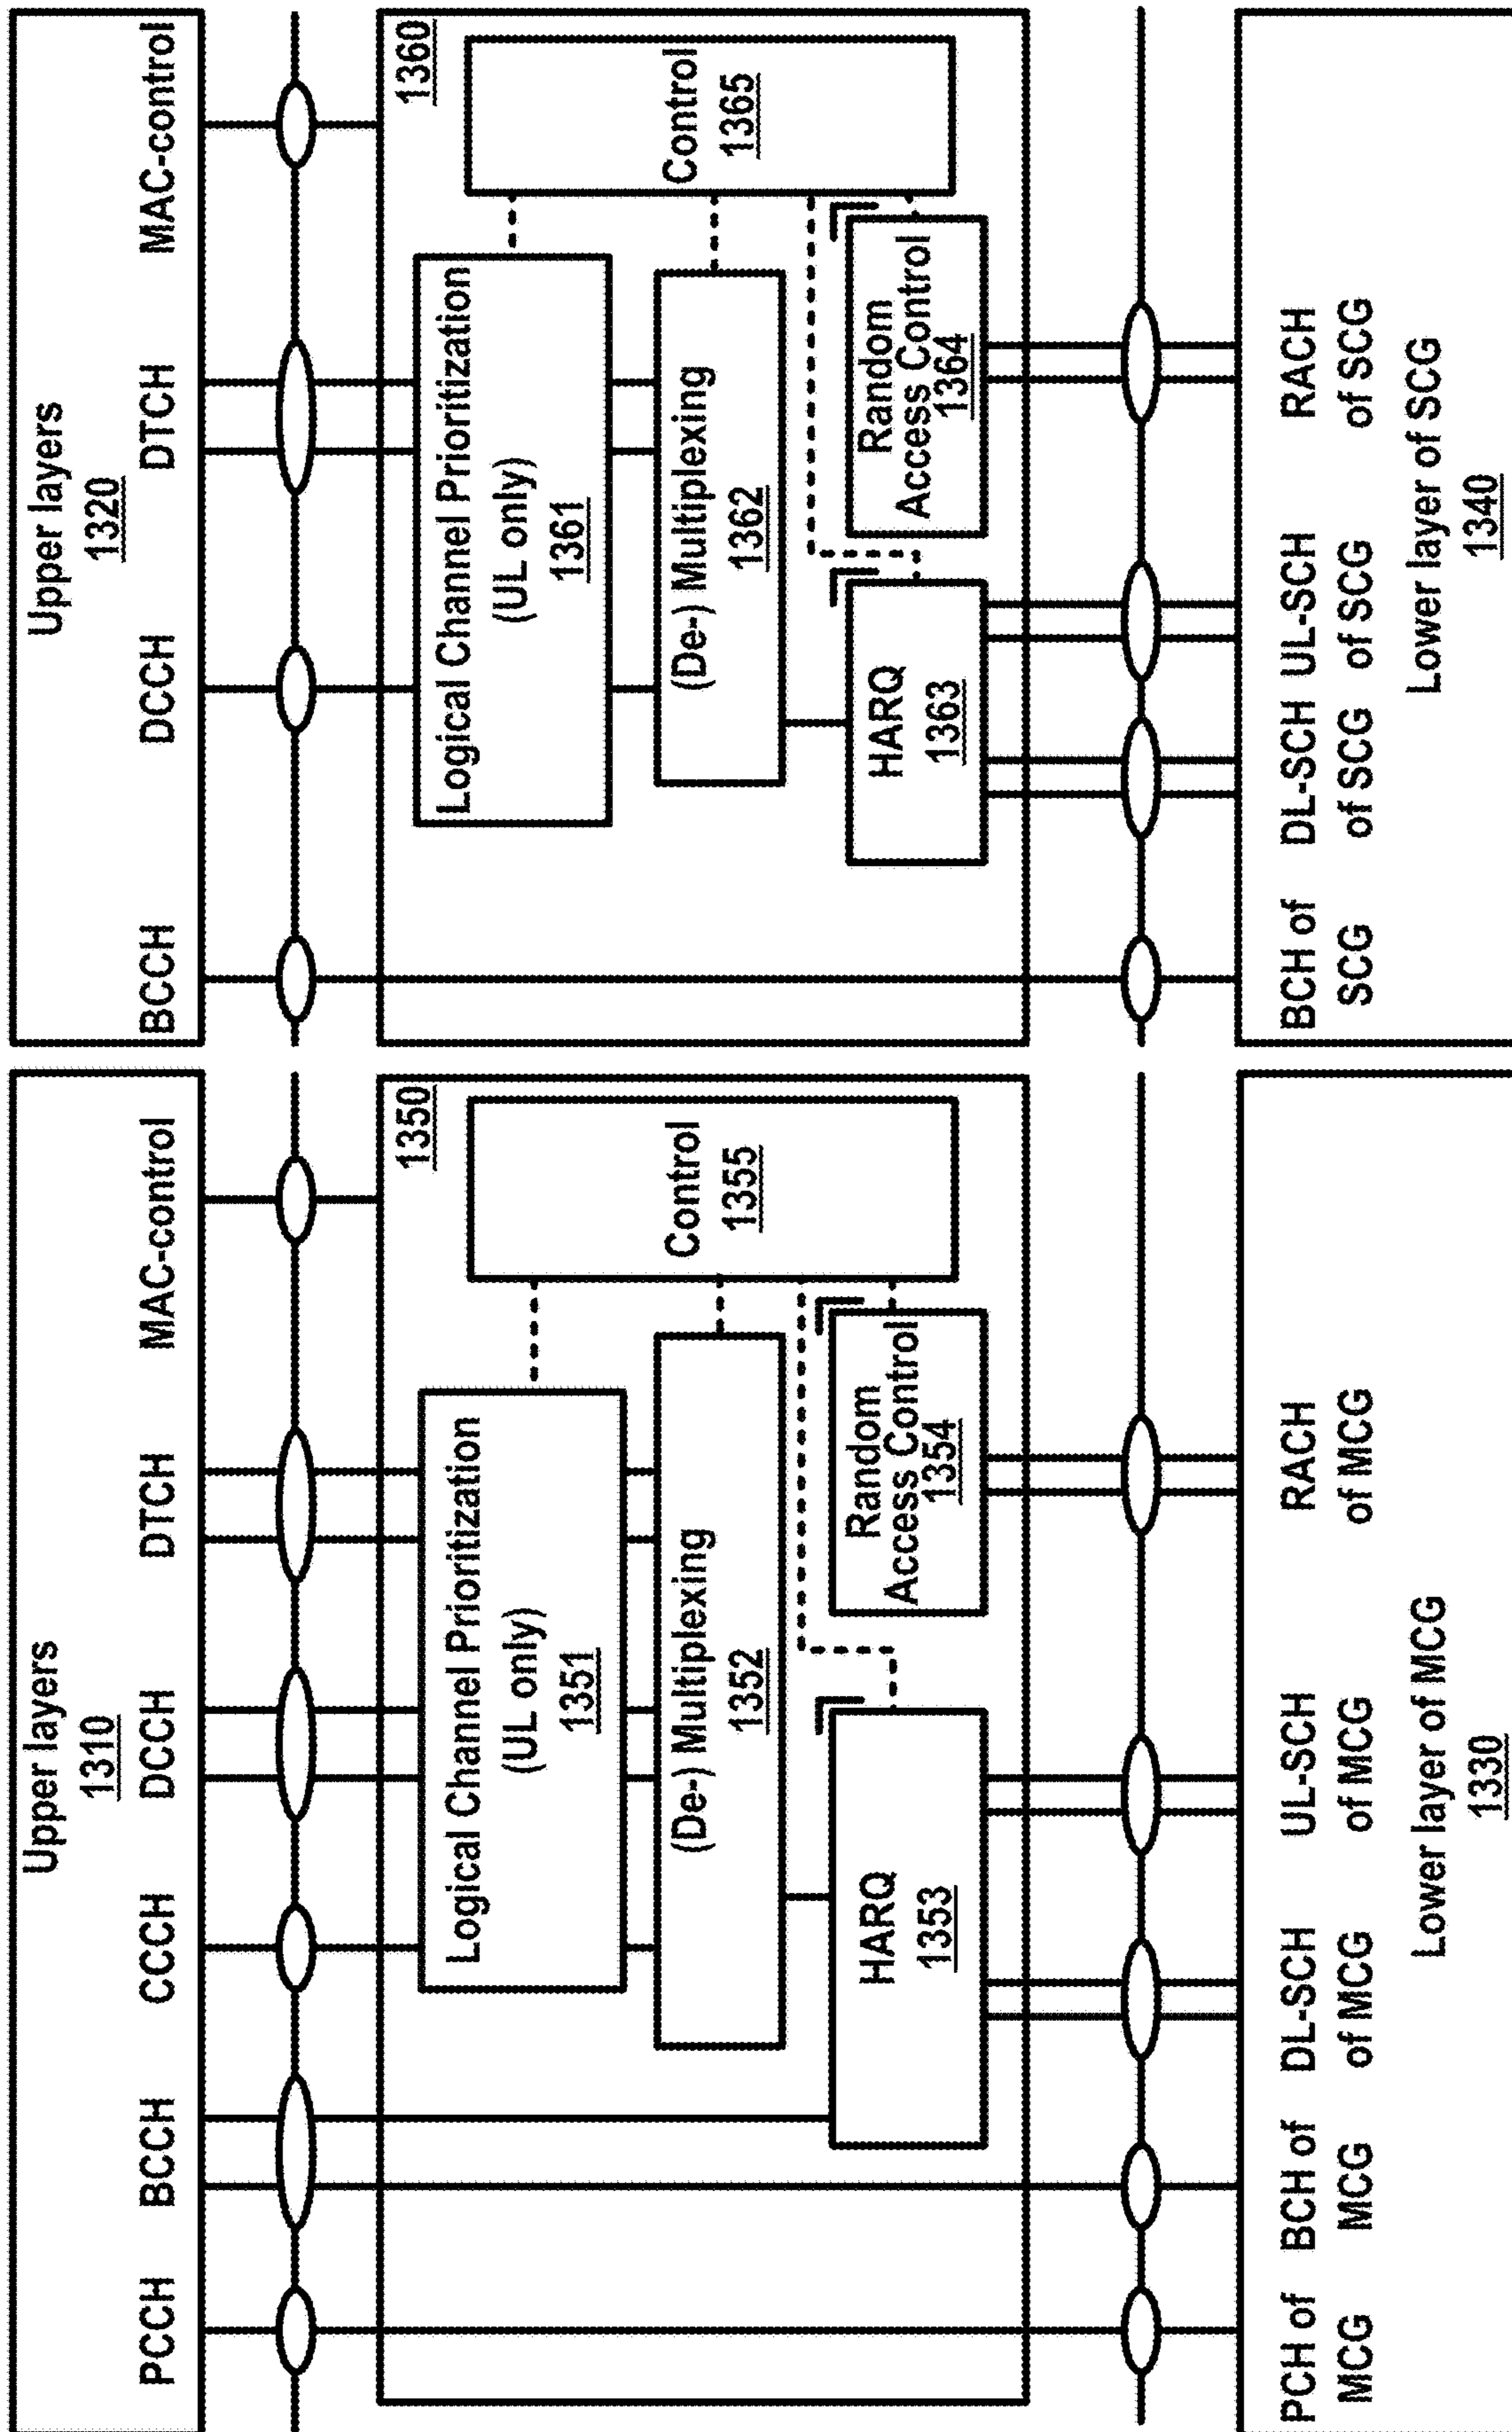 Upper layers
1310
PCCH BCCH CCCH DCCH DTCH MAC-control
1350
Logical Channel Prioritization
(UL only)
1351
(De-) Multiplexing
1352
HARQ
1353
Random
Access Control
1354
Control
1355
PCH of
MCG
BCH of
MCG
DL-SCH
of MCG
UL-SCH
of MCG
RACH
of MCG
Lower layer of MCG
1330
Upper layers
1320
BCCH DCCH DTCH MAC-control
1360
Logical Channel Prioritization
(UL only)
1361
(De-) Multiplexing
1362
HARQ
1363
Random
Access Control
1364
Control
1365
BCH of
SCG
DL-SCH
of SCG
UL-SCH
of SCG
RACH
of SCG
Lower layer of SCG
1340